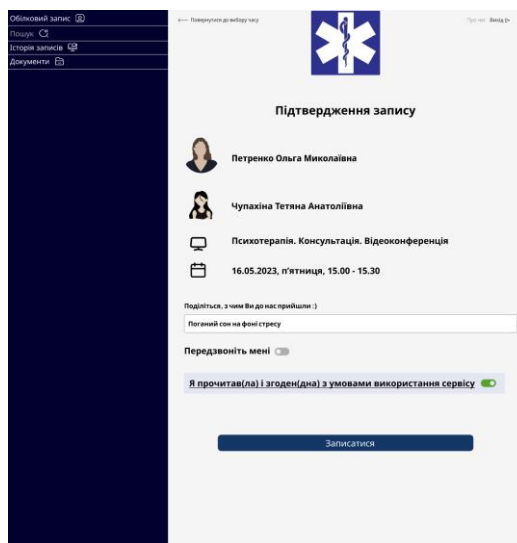 Обліковий запис
Пошук
Історія записів
Документи
Повернутися до вибору часу
Про нас Вихід
Підтвердження запису
Петренко Ольга Миколаївна
Чупахіна Тетяна Анатоліївна
Психотерапія. Консультація. Відеоконференція
16.05.2023, п'ятниця, 15.00 - 15.30
Поділіться, з чим Ви до нас прийшли :)
Поганий сон на фоні стресу
Передзвоніть мені
Я прочитав(ла) і згоден(дна) з умовами використання сервісу
Записатися